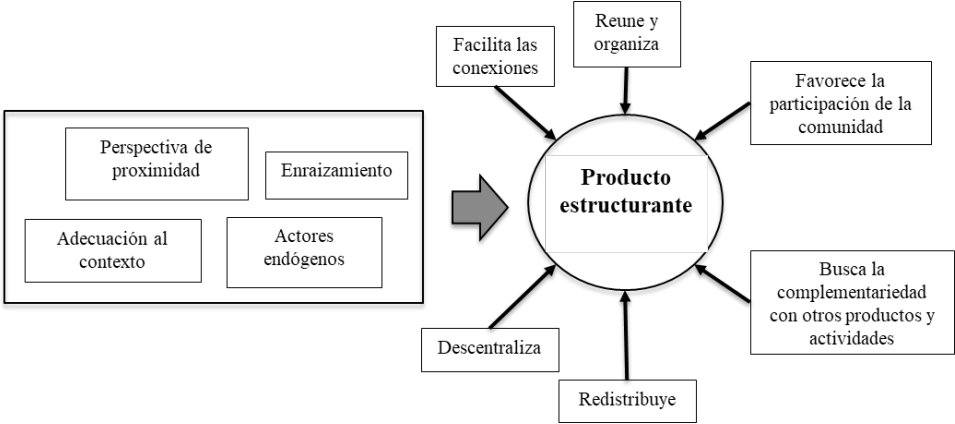 Perspectiva de
proximidad
Enraizamiento
Adecuación al
contexto
Actores
endógenos
Facilita las
conexiones
Reune y
organiza
Favorece la
participación de la
comunidad
Producto
estructurante
Busca la
complementariedad
con otros productos y
actividades
Descentraliza
Redistribuye